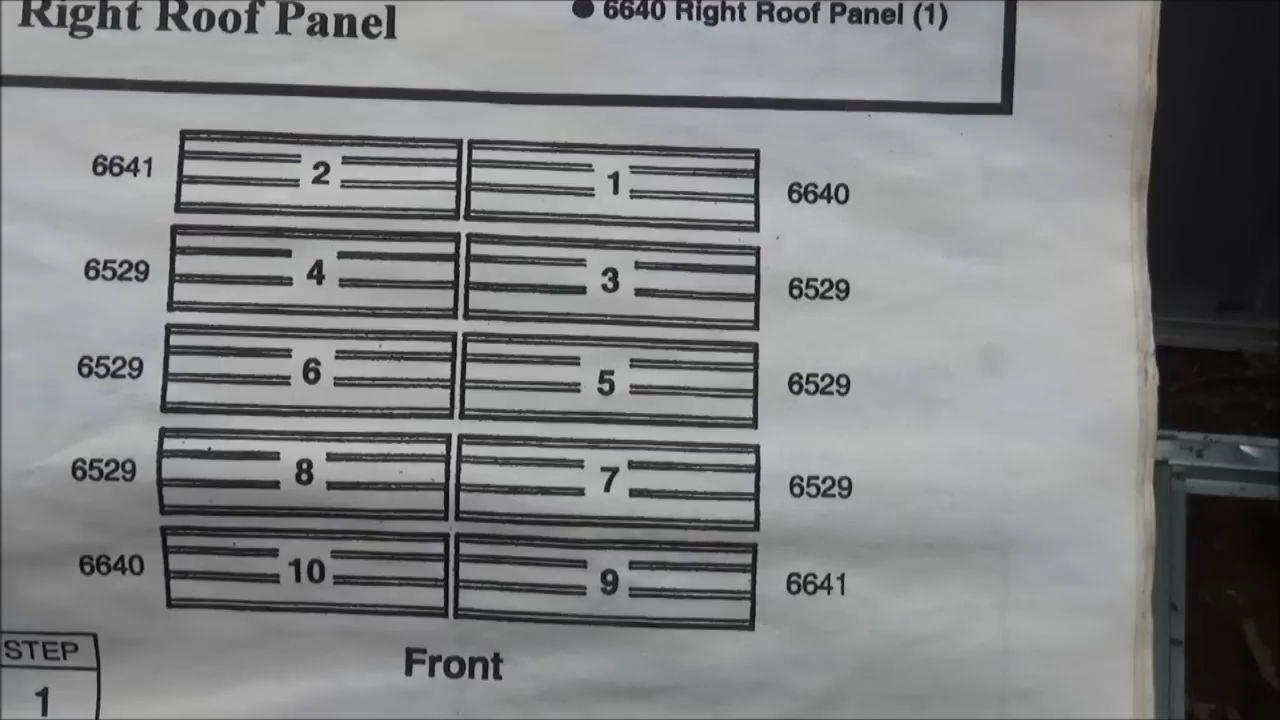 Right Roof Panel
● 6640 Right Roof Panel (1)
6641 2 1 6640
6529 4 3 6529
6529 6 5 6529
6529 8 7 6529
6640 10 9 6641
Front
STEP
1